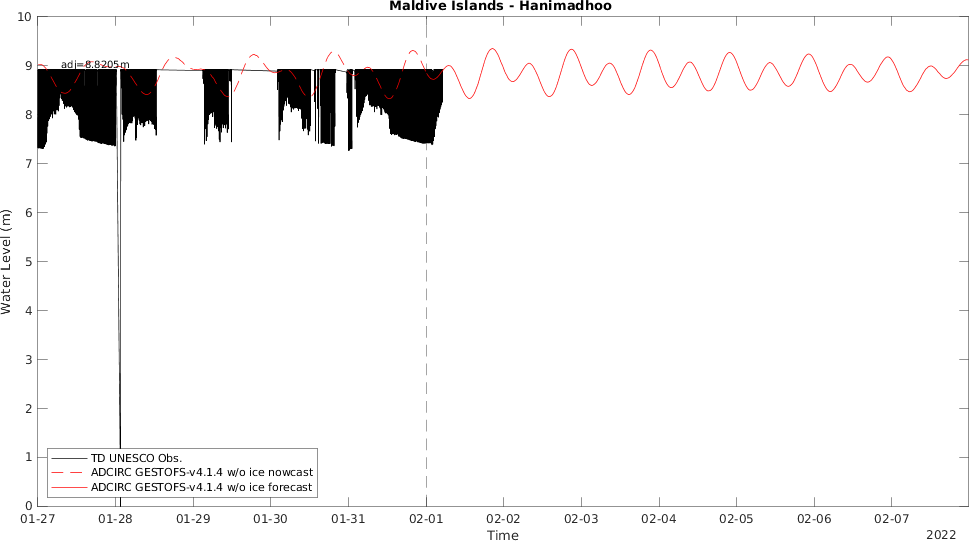 Maldive Islands - Hanimadhoo
10
9
8
7
6
5
4
3
2
1
0
Water Level (m)
adj=8.8205m
TD UNESCO Obs.
ADCIRC GESTOFS-v4.1.4 w/o ice nowcast
ADCIRC GESTOFS-v4.1.4 w/o ice forecast
01-27 01-28 01-29 01-30 01-31 02-01 02-02 02-03 02-04 02-05 02-06 02-07
Time
2022